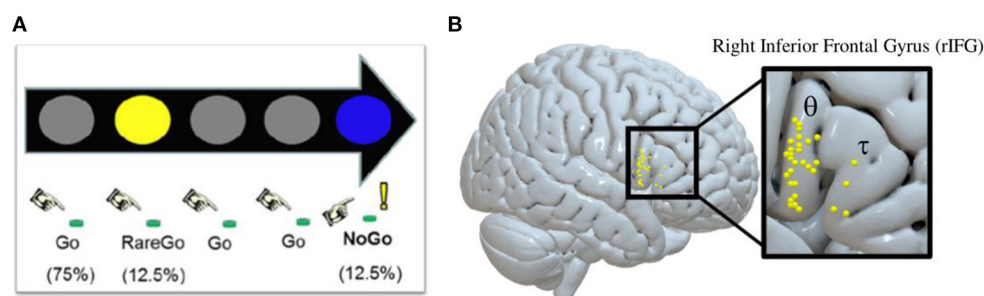 A
Go
RareGo
Go
Go
NoGo
!
(75%)
(12.5%)
(12.5%)
B
Right Inferior Frontal Gyrus (rIFG)
θ
τ